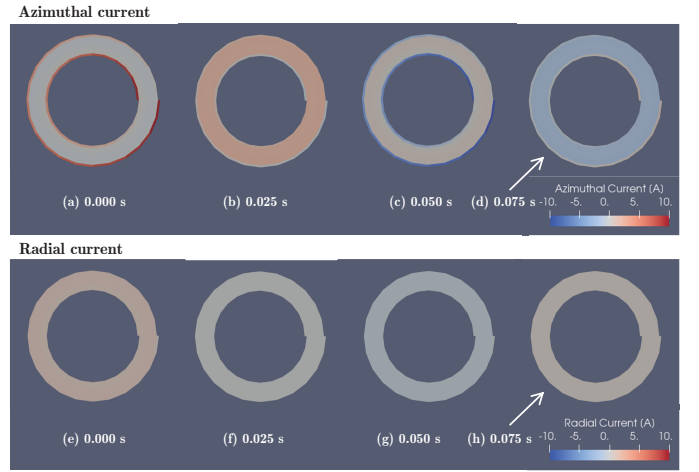 Azimuthal current
(a) 0.000 s
(b) 0.025 s
(c) 0.050 s
(d) 0.075 s
Azimuthal Current (A)
-10. -5. 0. 5. 10.
Radial current
(e) 0.000 s
(f) 0.025 s
(g) 0.050 s
(h) 0.075 s
Radial Current (A)
-10. -5. 0. 5. 10.